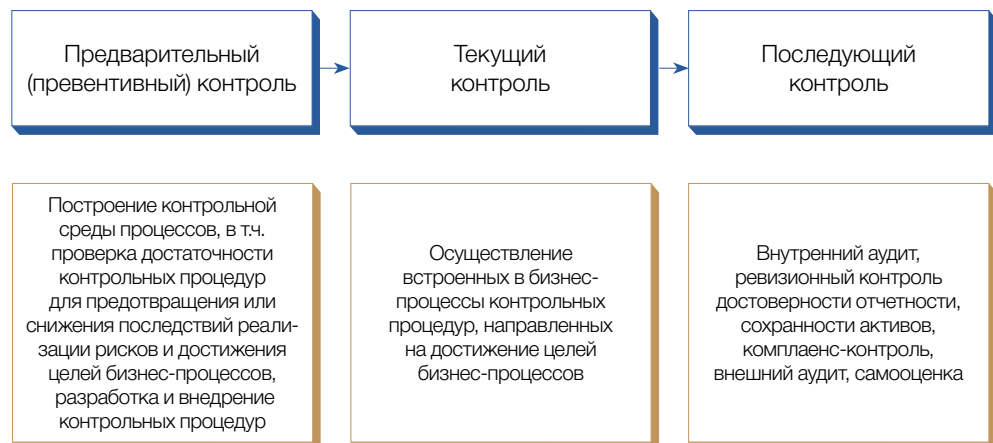 Предварительный
(превентивный) контроль
Текущий
контроль
Последующий
контроль
Построение контрольной
среды процессов, в т.ч.
проверка достаточности
контрольных процедур
для предотвращения или
снижения последствий реали-
зации рисков и достижения
целей бизнес-процессов,
разработка и внедрение
контрольных процедур
Осуществление
встроенных в бизнес-
процессы контрольных
процедур, направленных
на достижение целей
бизнес-процессов
Внутренний аудит,
ревизионный контроль
достоверности отчетности,
сохранности активов,
комплаенс-контроль,
внешний аудит, самооценка